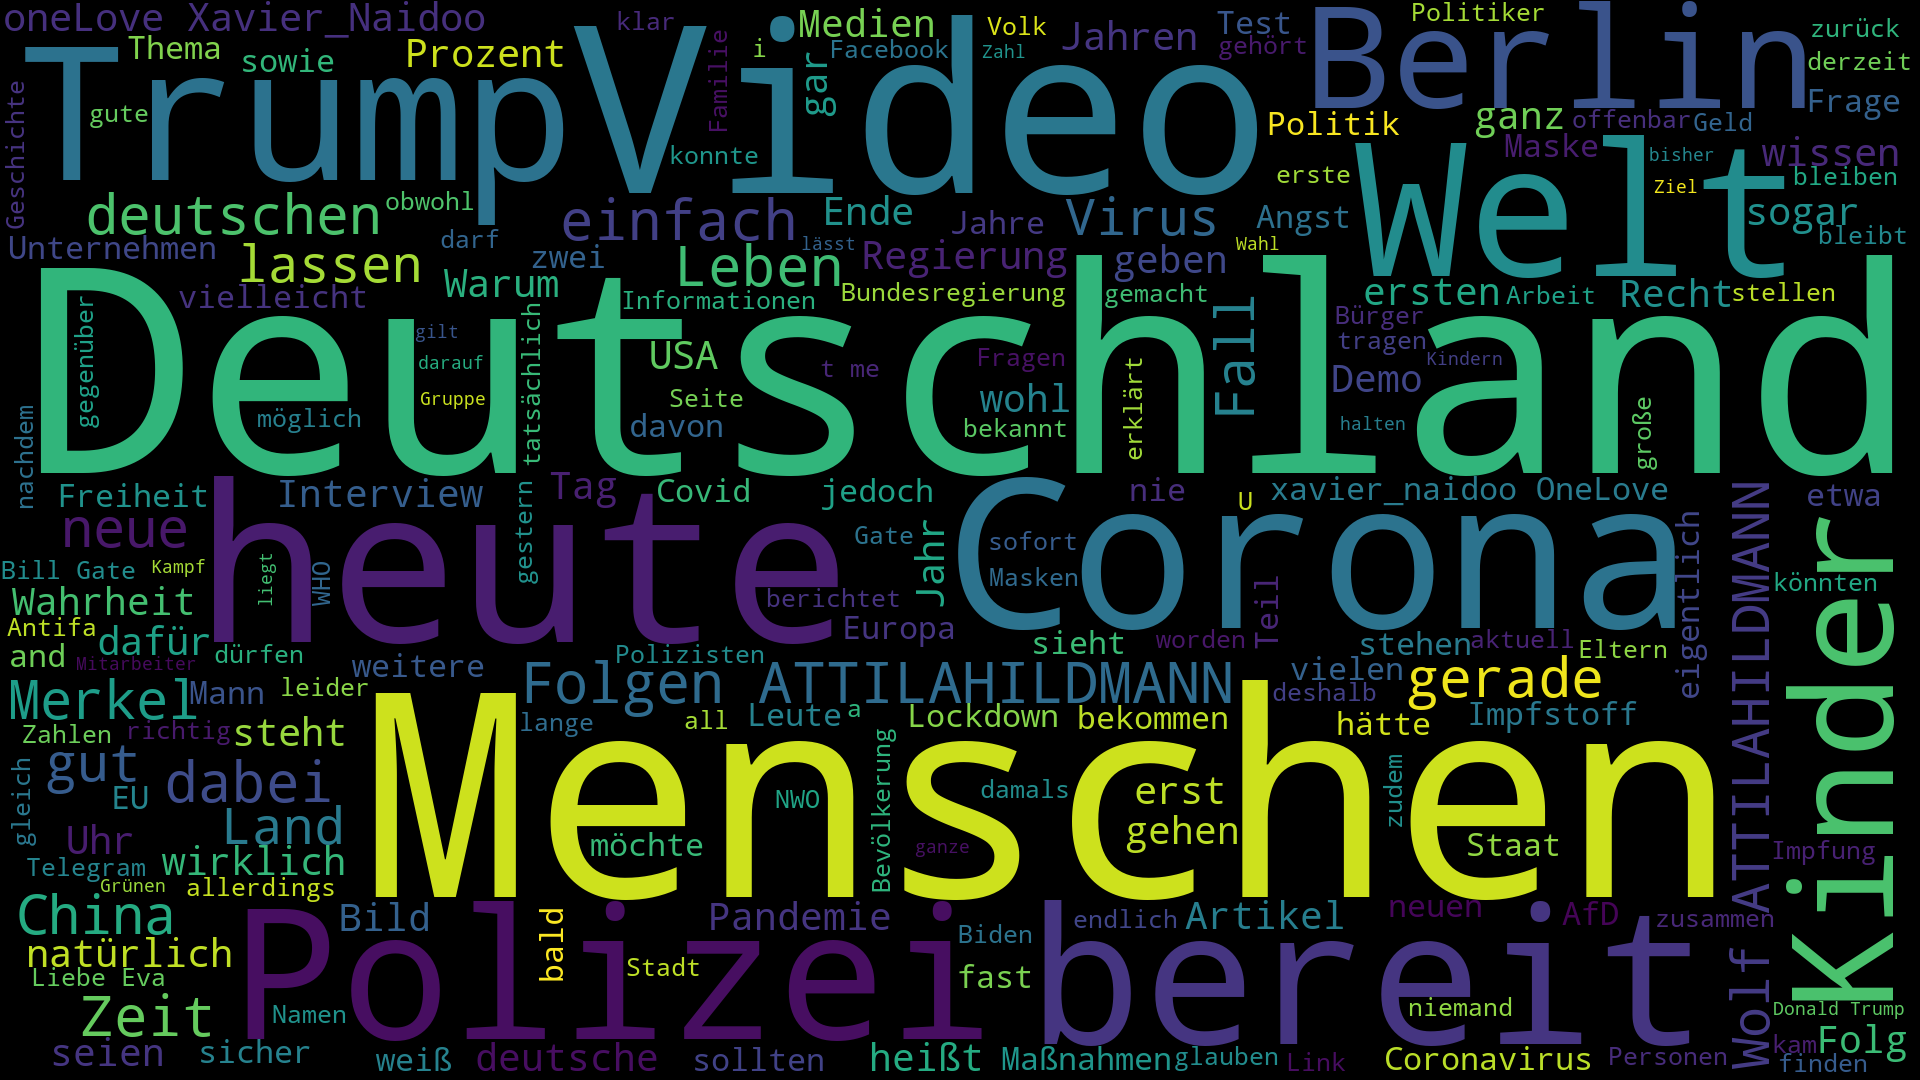 oneLove Xavier_Naidoo
klar
Medien
Volk
Politiker
Thema
sowie
Prozent
Familie
i
Facebook
Zahl
Jahren
Test
gehört
Berlin
zurück
derzeit
Trump
Video
gar
gute
Geschichte
konnte
Politik
ganz
offenbar
Geld
Frage
Maske
bisher
wissen
erste
Welt
Ziel
bleiben
deutschen
obwohl
einfach
Ende
Jahre
Virus
Angst
sogar
bleibt
Unternehmen
darf
lässt
Wahl
lassen
zwei
Leben
Regierung
geben
vielleicht
Warum
Informationen
Bundesregierung
gemacht
ersten
Arbeit
Recht
stellen
Deutschland
gegenüber
gilt
darauf
Gruppe
tatsächlich
USA
t me
Fragen
Fall
Bürger
tragen
Kindern
Demo
Seite
wohl
erklärt
möglich
davon
bekannt
halten
große
nachdem
Freiheit
Interview
Tag
Covid
jedoch
nie
U
xavier_naidoo OneLove
etwa
neue
heute
gestern
Gate
Jahr
Corona
sofort
Masken
eigentlich
Wolf ATTILAHILDMANN
Kinder
Bill Gate
Kampf
liegt
WHO
berichtet
Teil
könnten
Wahrheit
Antifa
dafür
Europa
and
Mitarbeiter
dürfen
weitere
Polizisten
sieht
worden
stehen
aktuell
Eltern
Merkel
Mann
leider
Folgen ATTILAHILDMANN
vielen
deshalb
gerade
Zahlen
richtig
steht
lange
all
Leute
a
Lockdown
bekommen
hätte
Impfstoff
gut
dabei
gleich
EU
Menschen
NWO
Bevölkerung
damals
erst
zudem
Uhr
Land
möchte
ganze
gehen
Staat
Telegram
wirklich
Impfung
Grünen
allerdings
China
Bild
bald
Pandemie
endlich
Artikel
neuen
AfD
zusammen
natürlich
Polizei
Biden
bereit
Liebe Eva
Stadt
fast
Zeit
Namen
niemand
Donald Trump
seien
sicher
weiß
deutsche
sollten
heißt
Maßnahmen
glauben
Link
Coronavirus
Personen
kam
Folg
finden